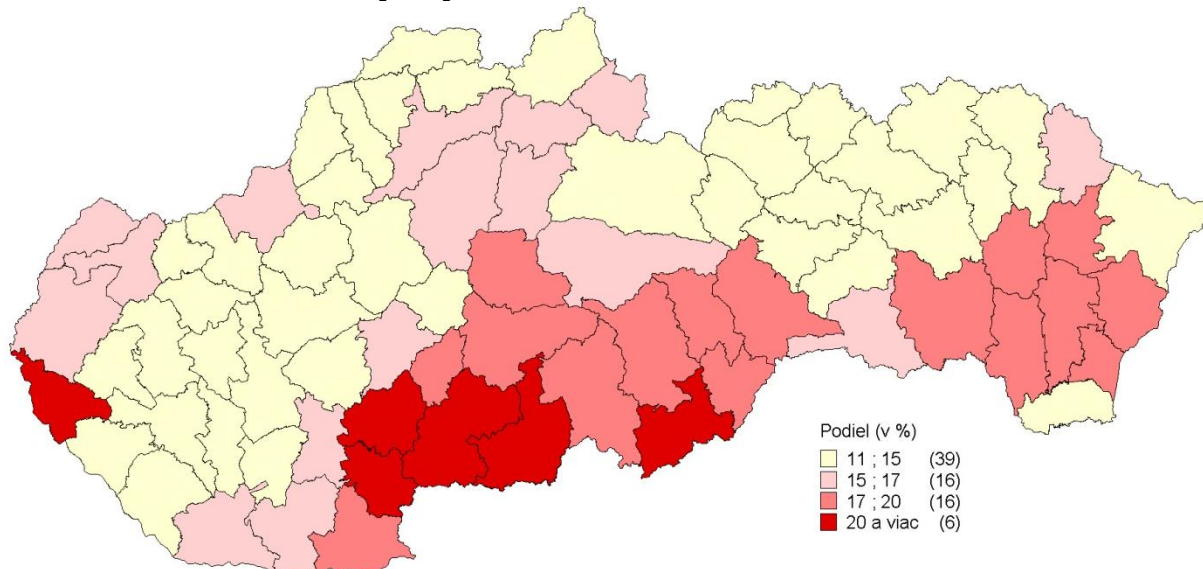 Podiel (v %)
11 ; 15 (39)
15 ; 17 (16)
17 ; 20 (16)
20 a viac (6)